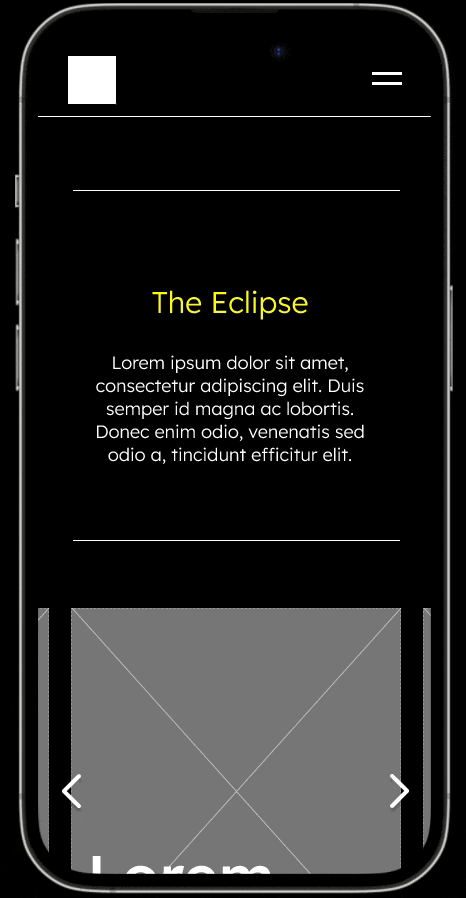 The Eclipse
Lorem ipsum dolor sit amet,
consectetur adipiscing elit. Duis
semper id magna ac lobortis.
Donec enim odio, venenatis sed
odio a, tincidunt efficitur elit.
Lorem